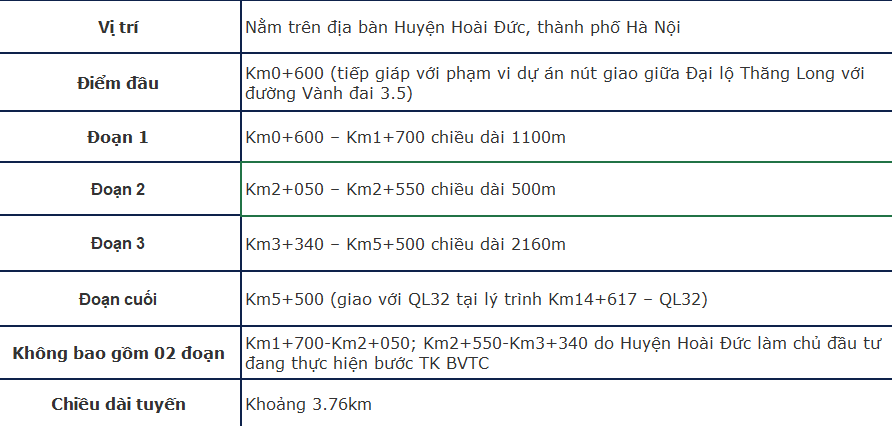 Vị trí
Nằm trên địa bàn Huyện Hoài Đức, thành phố Hà Nội
Điểm đầu
Km0+600 (tiếp giáp với phạm vi dự án nút giao giữa Đại lộ Thăng Long với
đường Vành đai 3.5)
Đoạn 1
Km0+600 – Km1+700 chiều dài 1100m
Đoạn 2
Km2+050 – Km2+550 chiều dài 500m
Đoạn 3
Km3+340 – Km5+500 chiều dài 2160m
Đoạn cuối
Km5+500 (giao với QL32 tại lý trình Km14+617 – QL32)
Không bao gồm 02 đoạn
Km1+700-Km2+050; Km2+550-Km3+340 do Huyện Hoài Đức làm chủ đầu tư
đang thực hiện bước TK BVTC
Chiều dài tuyến
Khoảng 3.76km